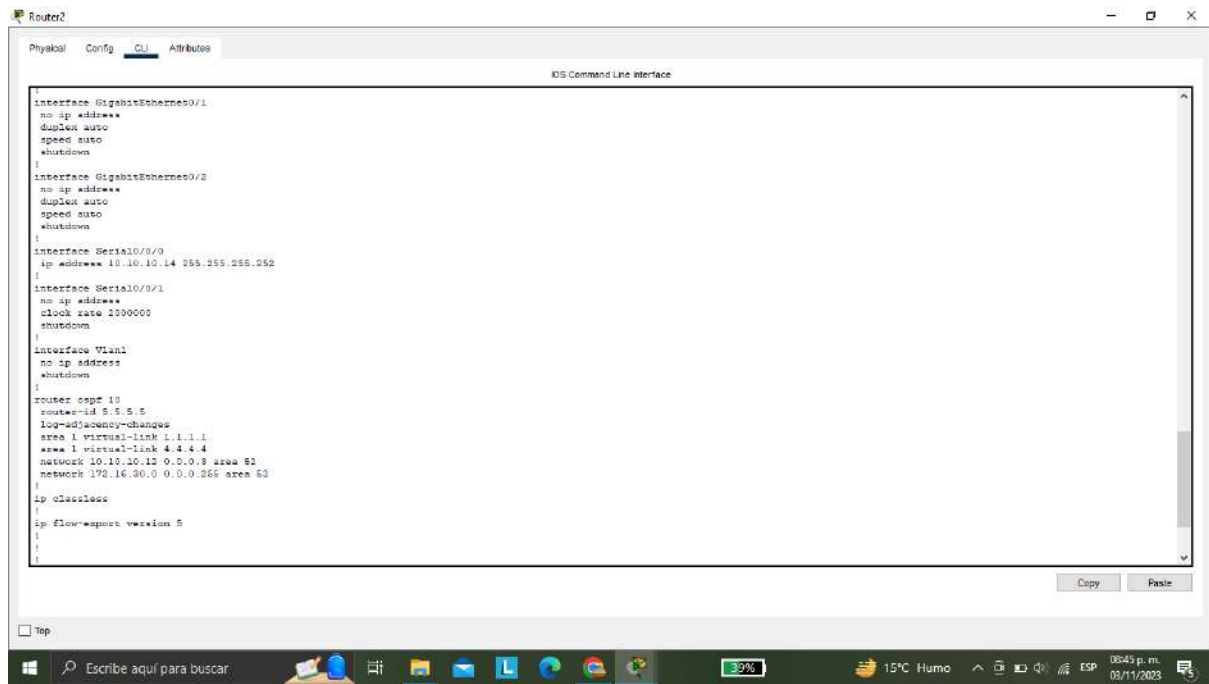 Router2
Physical Config CLI Attributes
IOS Command Line Interface
!
interface GigabitEthernet0/1
no ip address
duplex auto
speed auto
shutdown
!
interface GigabitEthernet0/2
no ip address
duplex auto
speed auto
shutdown
!
interface Serial0/0/0
ip address 10.10.10.14 255.255.255.252
!
interface Serial0/0/1
no ip address
clock rate 2000000
shutdown
!
interface Vlan1
no ip address
shutdown
!
router ospf 10
router-id 5.5.5.5
log-adjacency-changes
area 1 virtual-link 1.1.1.1
area 1 virtual-link 4.4.4.4
network 10.10.10.12 0.0.0.3 area 52
network 172.16.30.0 0.0.0.255 area 52
!
ip classless
!
ip flow-export version 9
!
!
!
Copy Paste
Top
Escribe aquí para buscar
L
39%
15°C Humo
ESP
08:45 p. m.
03/11/2023
5